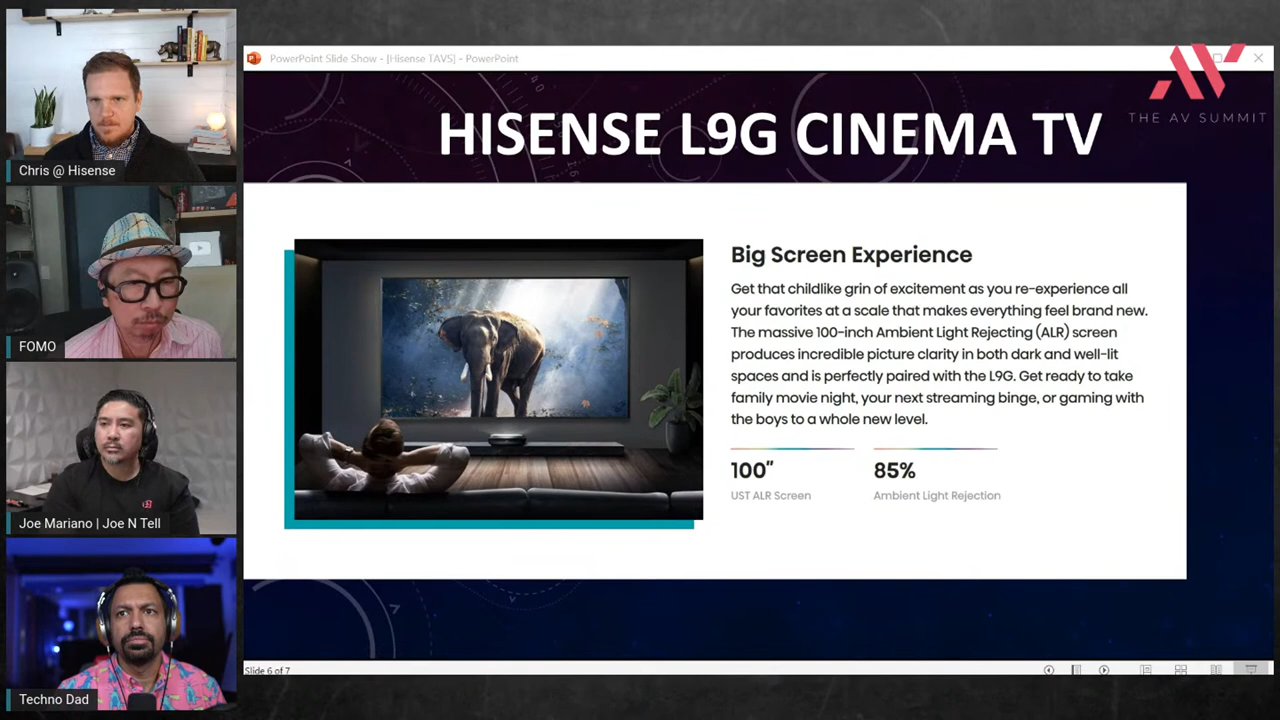 PowerPoint Slide Show - [Hisense TAVS] - PowerPoint
THE AV SUMMIT
HISENSE L9G CINEMA TV
Big Screen Experience
Get that childlike grin of excitement as you re-experience all
your favorites at a scale that makes everything feel brand new.
The massive 100-inch Ambient Light Rejecting (ALR) screen
produces incredible picture clarity in both dark and well-lit
spaces and is perfectly paired with the L9G. Get ready to take
family movie night, your next streaming binge, or gaming with
the boys to a whole new level.
100"
UST ALR Screen
85%
Ambient Light Rejection
Slide 6 of 7
Chris @ Hisense
FOMO
Joe Mariano | Joe N Tell
Techno Dad